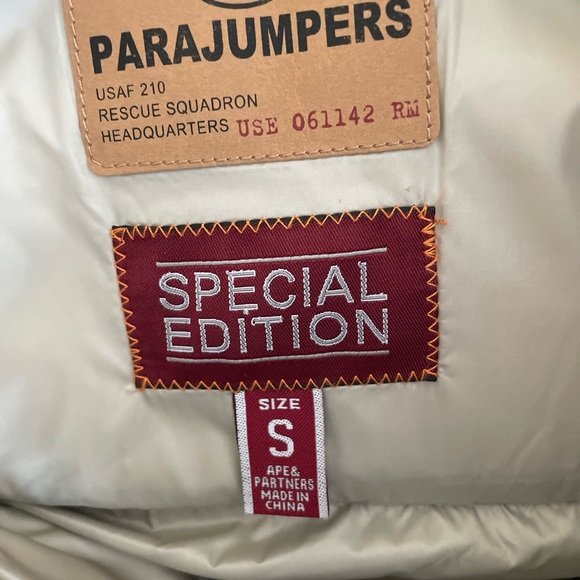 PARAJUMPERS
USAF 210
RESCUE SQUADRON
HEADQUARTERS USE 061142 RM
SPECIAL
EDITION
SIZE
S
APE&
PARTNERS
MADE IN
CHINA